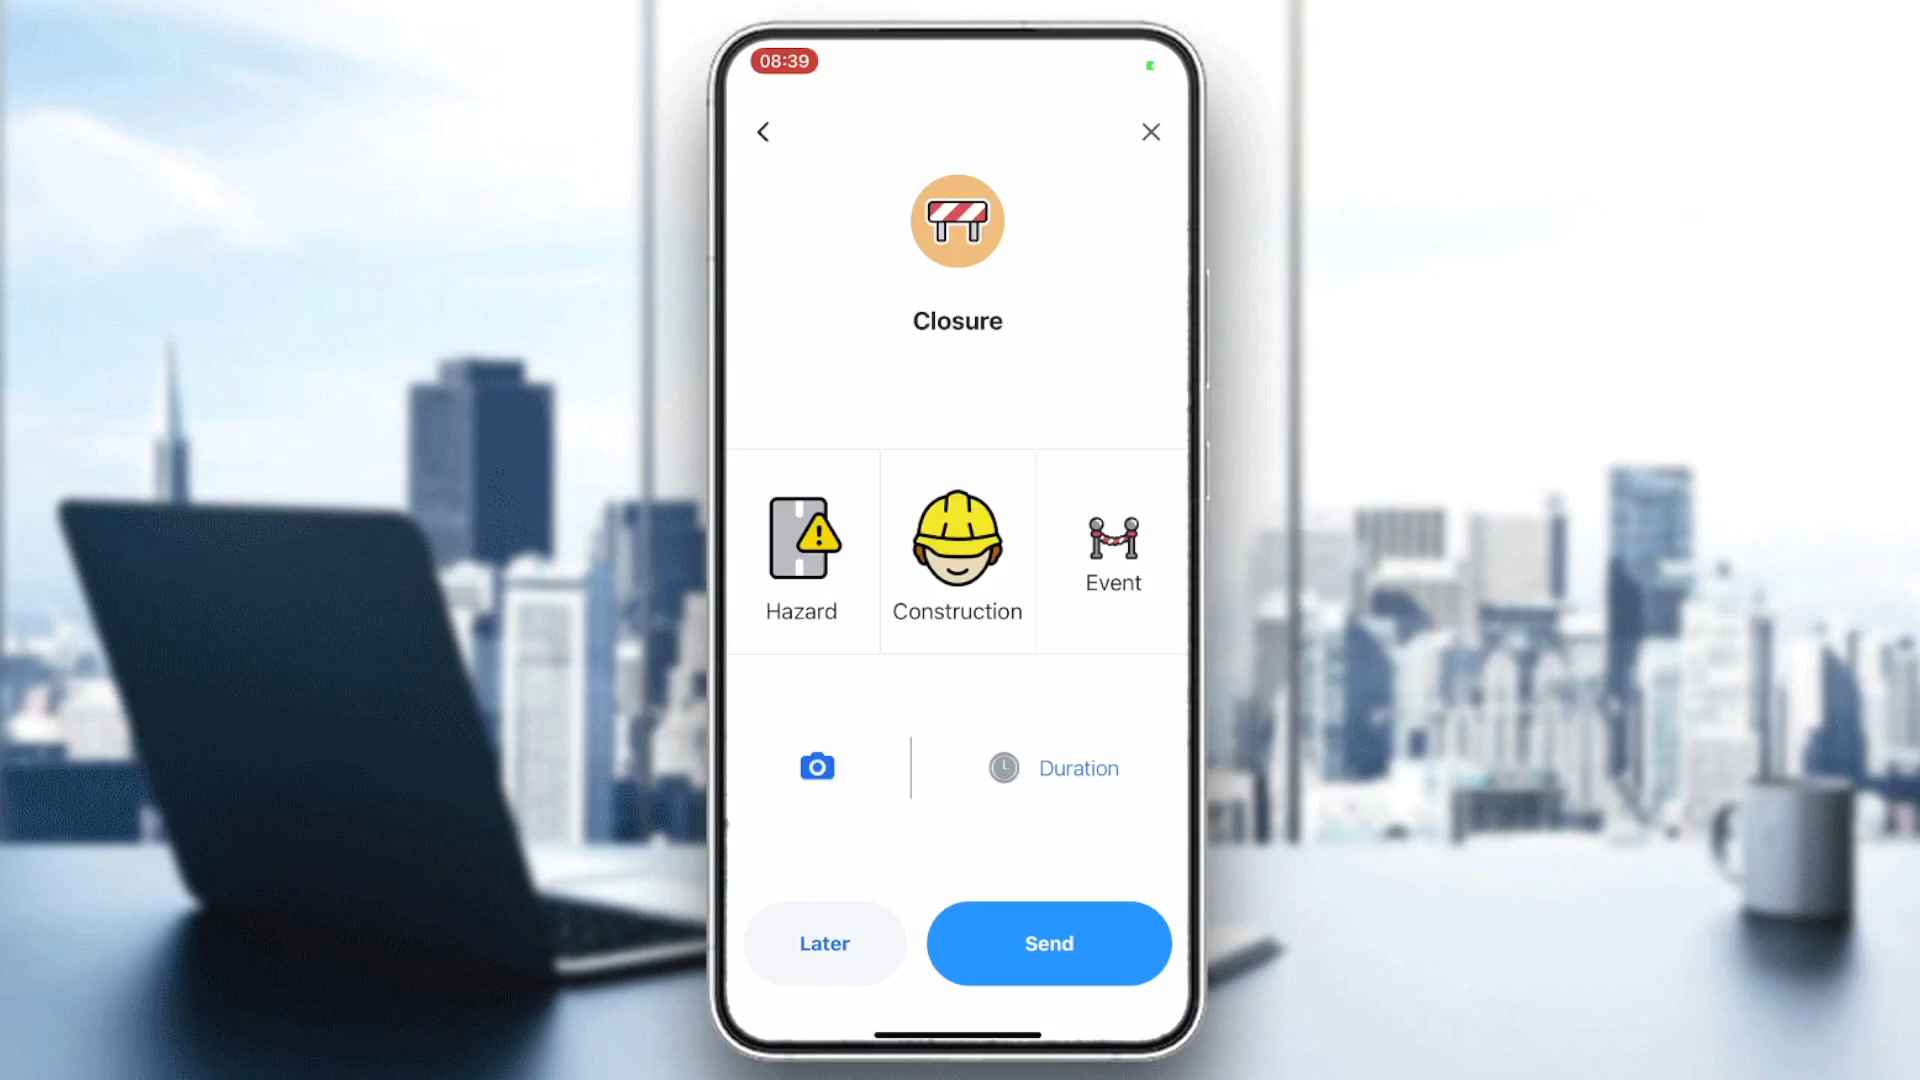 08:39
Closure
Hazard
Construction
Event
Duration
Later
Send